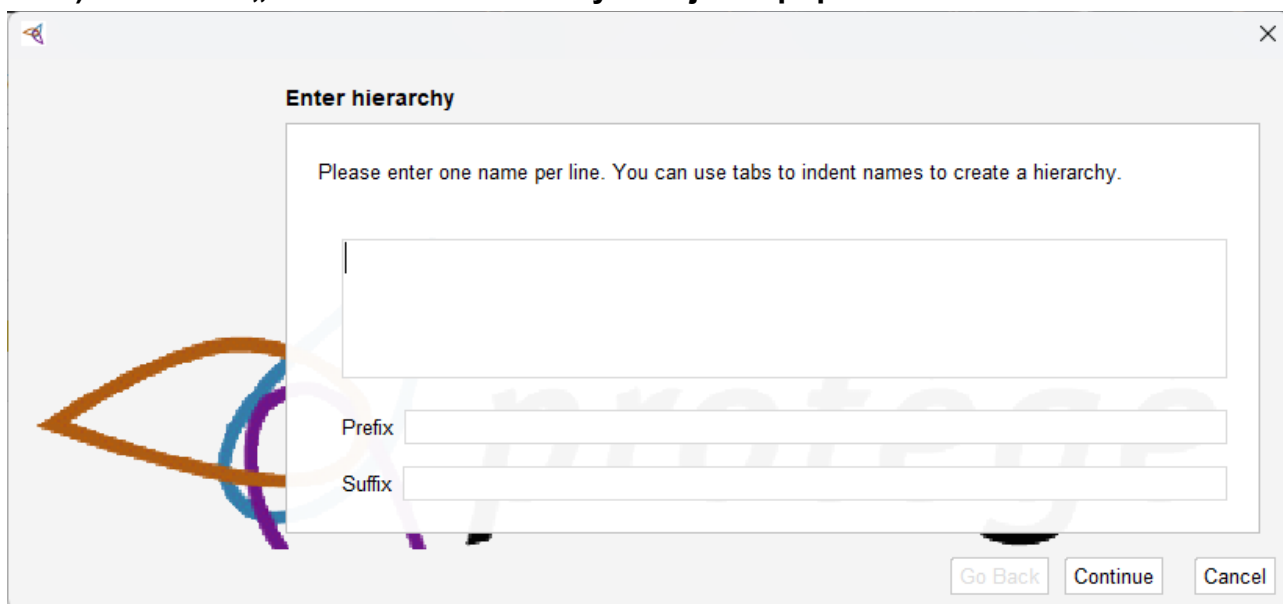 Enter hierarchy
Please enter one name per line. You can use tabs to indent names to create a hierarchy.
protege
Prefix
Suffix
Go Back Continue Cancel